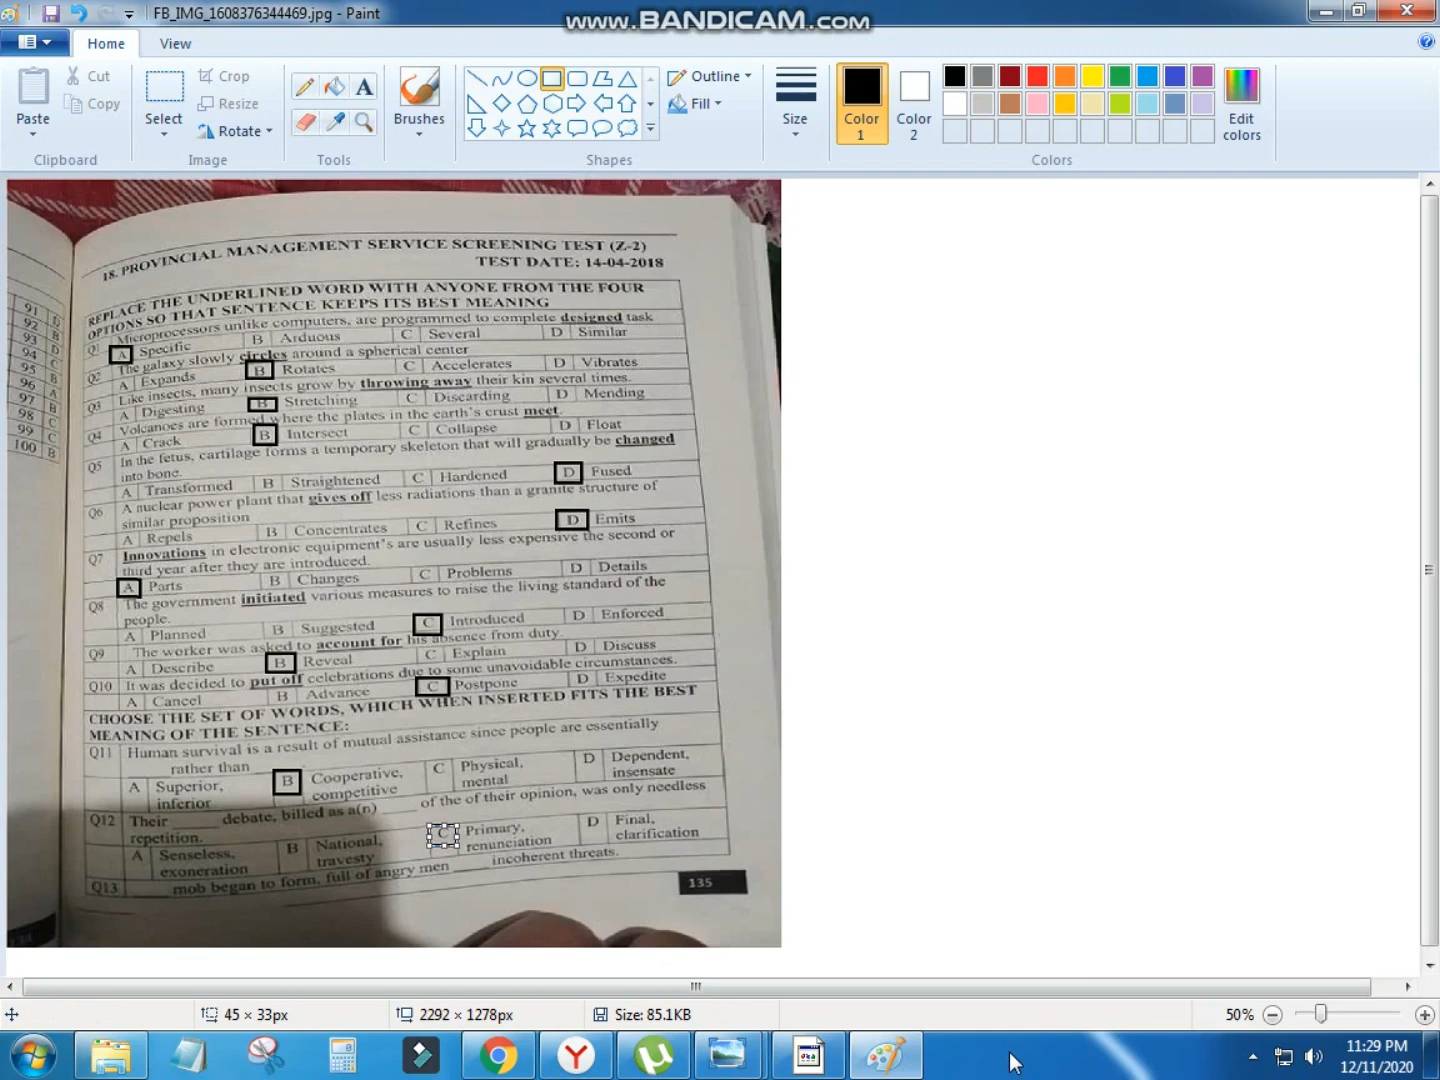 FB_IMG_1608376344469.jpg - Paint
www.BANDICAM.com
Home View
Paste
Cut
Copy
Clipboard
Select
Crop
Resize
Rotate
Image
A
Tools
Brushes
Shapes
Outline
Fill
Size
Color 1
Color 2
Edit colors
Colors
91 D
92 B
93 D
94 C
95 B
96 A
97 B
98 C
99 C
100 B
18. PROVINCIAL MANAGEMENT SERVICE SCREENING TEST (Z-2)
TEST DATE: 14-04-2018
REPLACE THE UNDERLINED WORD WITH ANYONE FROM THE FOUR
OPTIONS SO THAT SENTENCE KEEPS ITS BEST MEANING
Q1 Microprocessors unlike computers, are programmed to complete designed task
A Specific B Arduous C Several D Similar
Q2 The galaxy slowly circles around a spherical center
A Expands B Rotates C Accelerates D Vibrates
Q3 Like insects, many insects grow by throwing away their kin several times.
A Digesting B Stretching C Discarding D Mending
Q4 Volcanoes are formed where the plates in the earth's crust meet.
A Crack B Intersect C Collapse D Float
Q5 In the fetus, cartilage forms a temporary skeleton that will gradually be changed
into bone.
A Transformed B Straightened C Hardened D Fused
Q6 A nuclear power plant that gives off less radiations than a granite structure of
similar proposition
A Repels B Concentrates C Refines D Emits
Q7 Innovations in electronic equipment's are usually less expensive the second or
third year after they are introduced.
A Parts B Changes C Problems D Details
Q8 The government initiated various measures to raise the living standard of the
people.
A Planned B Suggested C Introduced D Enforced
Q9 The worker was asked to account for his absence from duty.
A Describe B Reveal C Explain D Discuss
Q10 It was decided to put off celebrations due to some unavoidable circumstances.
A Cancel B Advance C Postpone D Expedite
CHOOSE THE SET OF WORDS, WHICH WHEN INSERTED FITS THE BEST
MEANING OF THE SENTENCE:
Q11 Human survival is a result of mutual assistance since people are essentially
____ rather than ____
A Superior, inferior B Cooperative, competitive C Physical, mental D Dependent, insensate
Q12 Their ____ debate, billed as a(n) ____ of the of their opinion, was only needless
repetition.
A Senseless, exoneration B National, travesty C Primary, renunciation D Final, clarification
Q13 ____ mob began to form, full of angry men ____ incoherent threats.
135
45 × 33px
2292 × 1278px
Size: 85.1KB
50%
11:29 PM
12/11/2020